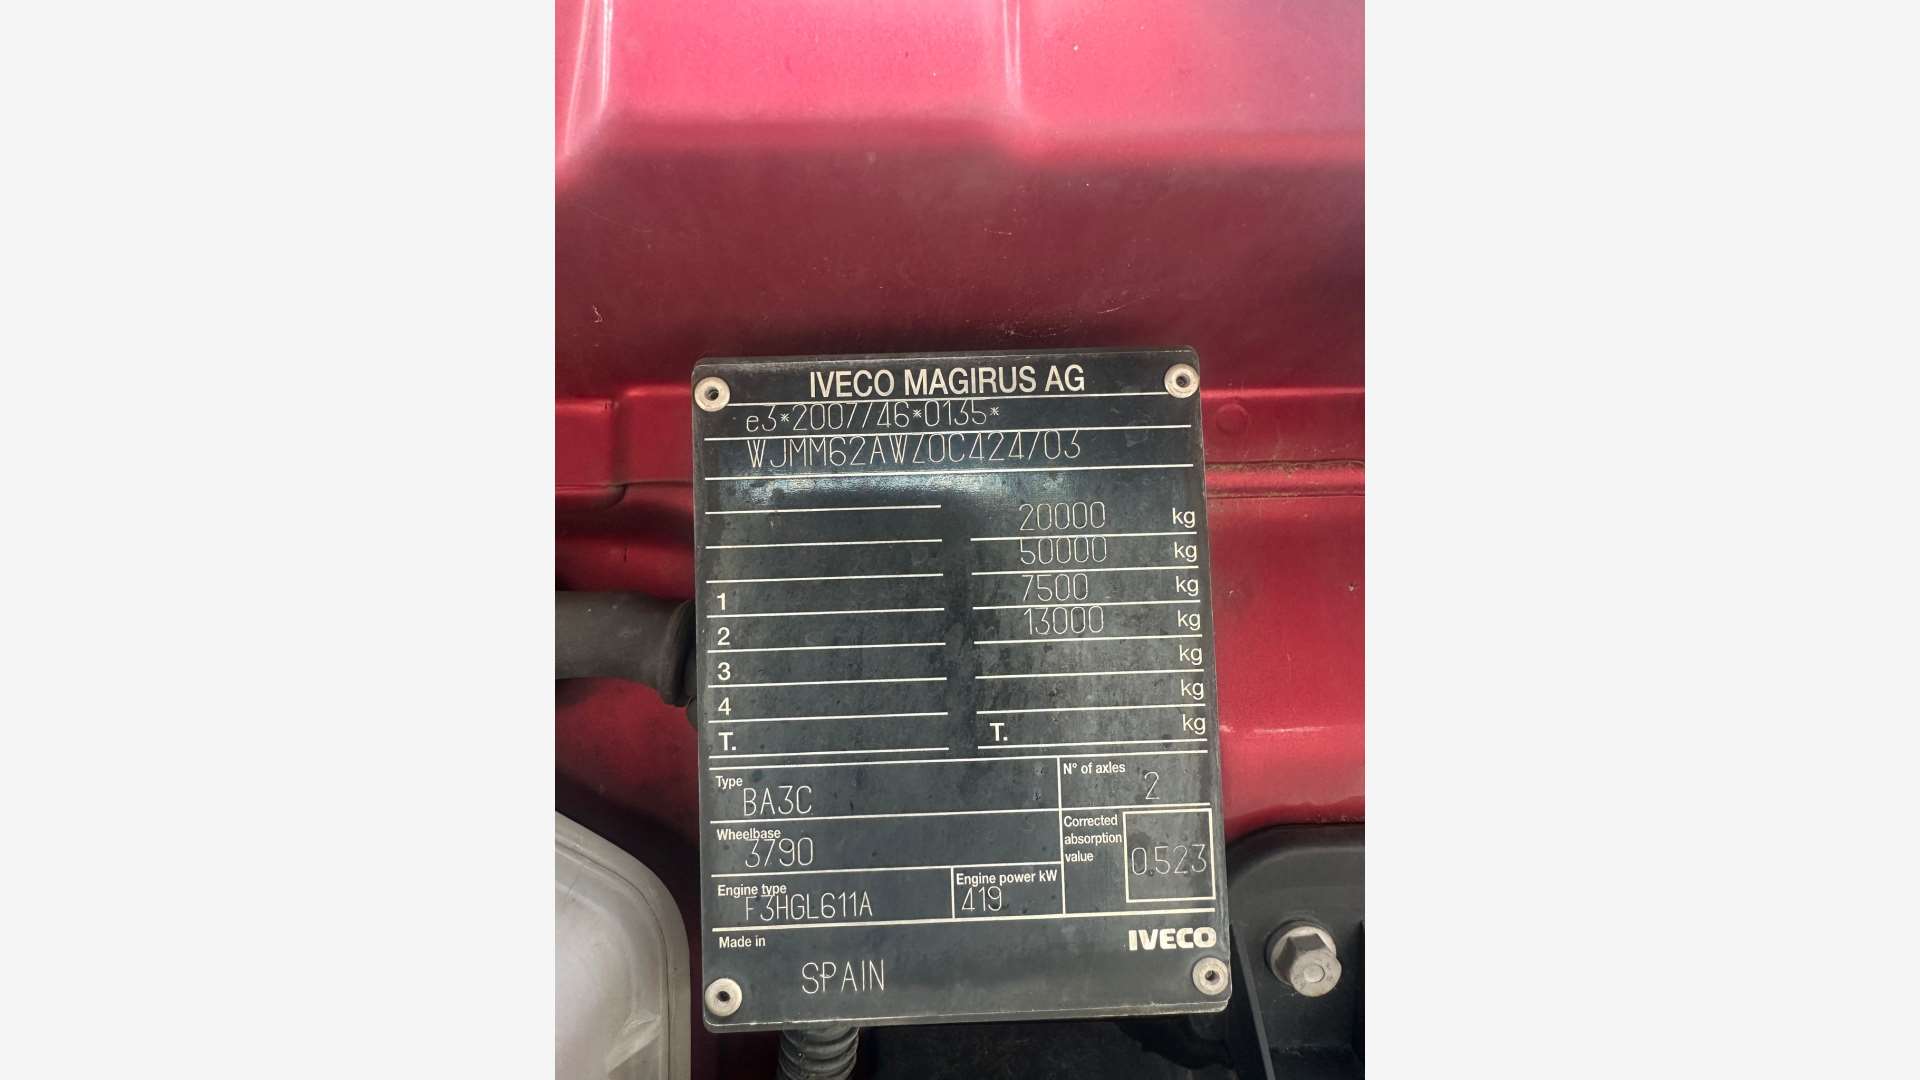 IVECO MAGIRUS AG
e3*2007/46*0135*
WJMM62AWZ0C424703
20000 kg
50000 kg
1 7500 kg
2 13000 kg
3 kg
4 kg
T. T. kg
Type BA3C N° of axles 2
Wheelbase 3790 Corrected absorption value 0.523
Engine type F3HGL611A Engine power kW 419
Made in IVECO
SPAIN